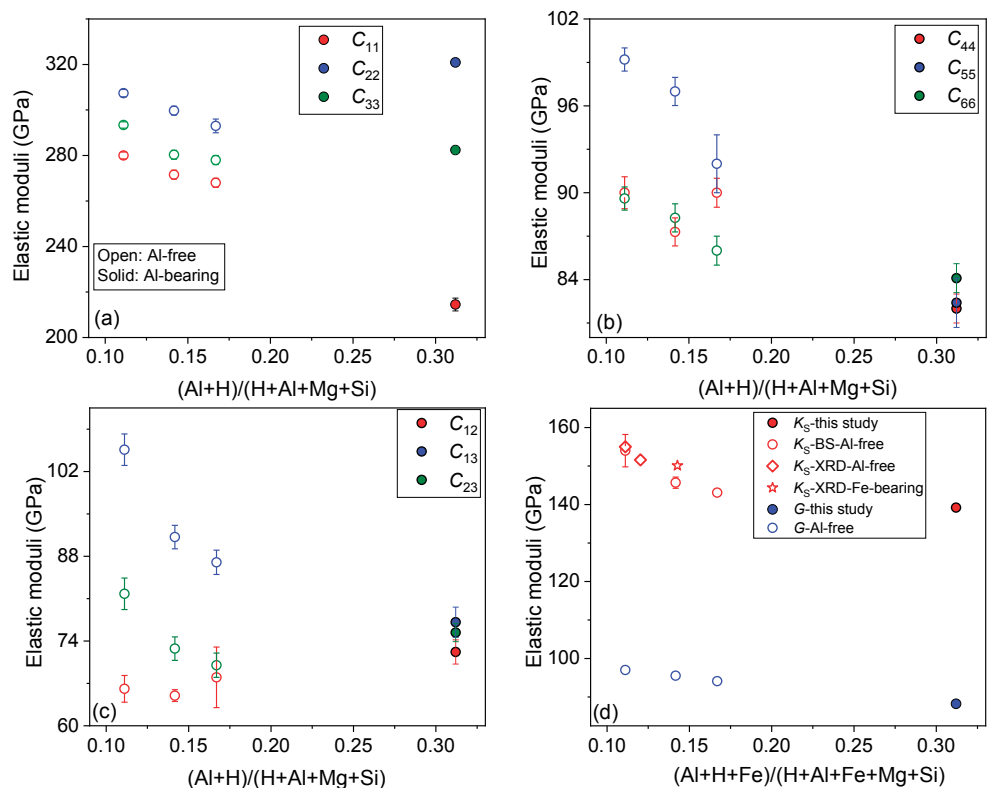 320
280
240
200
Elastic moduli (GPa)
C11
C22
C33
Open: Al-free
Solid: Al-bearing
(a)
0.10 0.15 0.20 0.25 0.30
(Al+H)/(H+Al+Mg+Si)
102
96
90
84
Elastic moduli (GPa)
C44
C55
C66
(b)
0.10 0.15 0.20 0.25 0.30
(Al+H)/(H+Al+Mg+Si)
102
88
74
60
Elastic moduli (GPa)
C12
C13
C23
(c)
0.10 0.15 0.20 0.25 0.30
(Al+H)/(H+Al+Mg+Si)
160
140
120
100
Elastic moduli (GPa)
KS-this study
KS-BS-Al-free
KS-XRD-Al-free
KS-XRD-Fe-bearing
G-this study
G-Al-free
(d)
0.10 0.15 0.20 0.25 0.30
(Al+H+Fe)/(H+Al+Fe+Mg+Si)